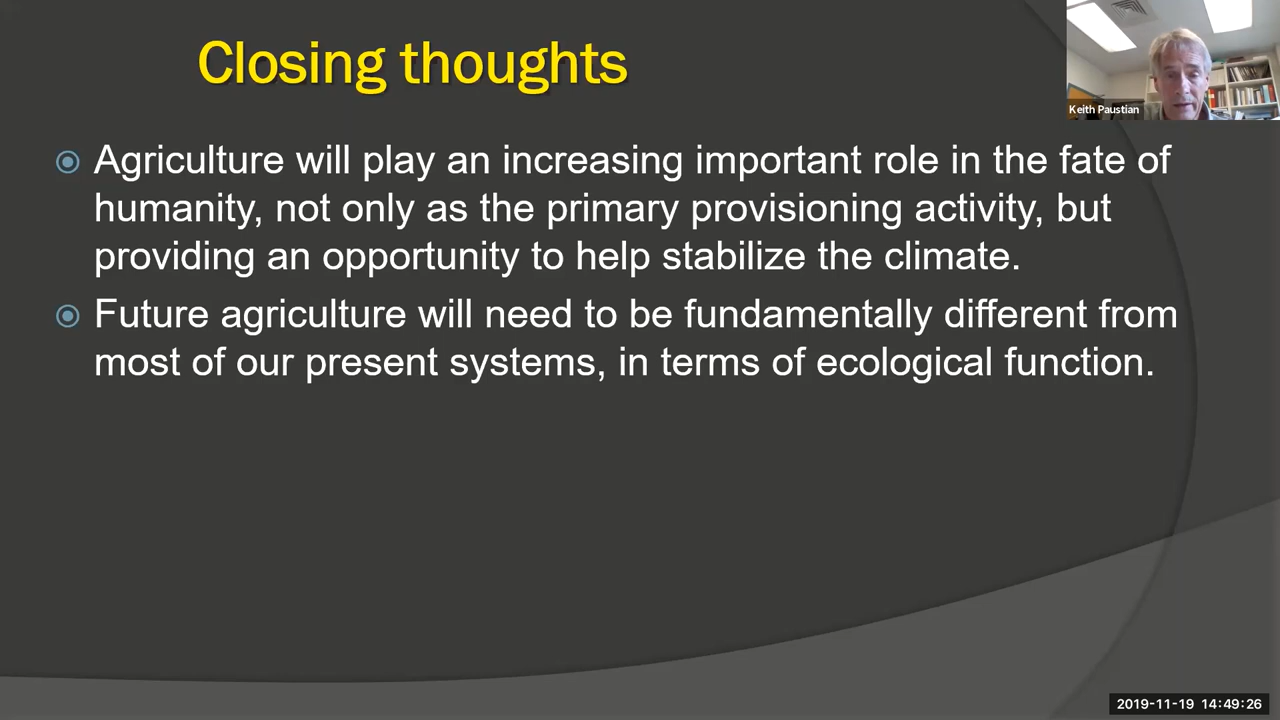 Closing thoughts
Keith Paustian
Agriculture will play an increasing important role in the fate of
humanity, not only as the primary provisioning activity, but
providing an opportunity to help stabilize the climate.
Future agriculture will need to be fundamentally different from
most of our present systems, in terms of ecological function.
2019-11-19 14:49:26